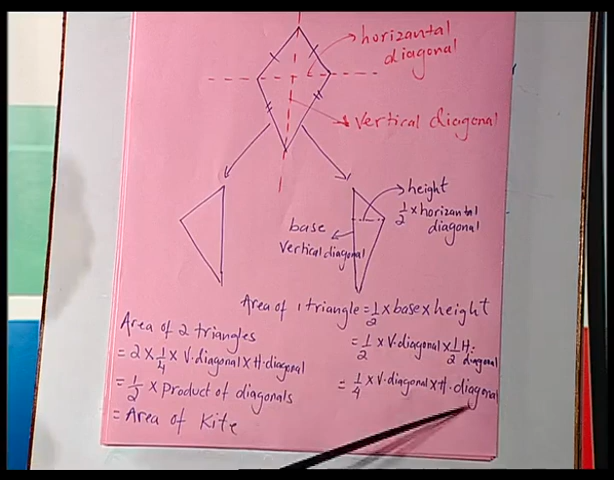 horizantal
diagonal
vertical diagonal
height
1/2 × horizantal
diagonal
base
vertical diagonal
Area of 1 triangle = 1/2 × base × height
= 1/2 × V.diagonal × 1/2 H.
diagonal
= 1/4 × V.diagonal × H.diagonal
Area of 2 triangles
= 2 × 1/4 × V.diagonal × H.diagonal
= 1/2 × Product of diagonals
= Area of Kite